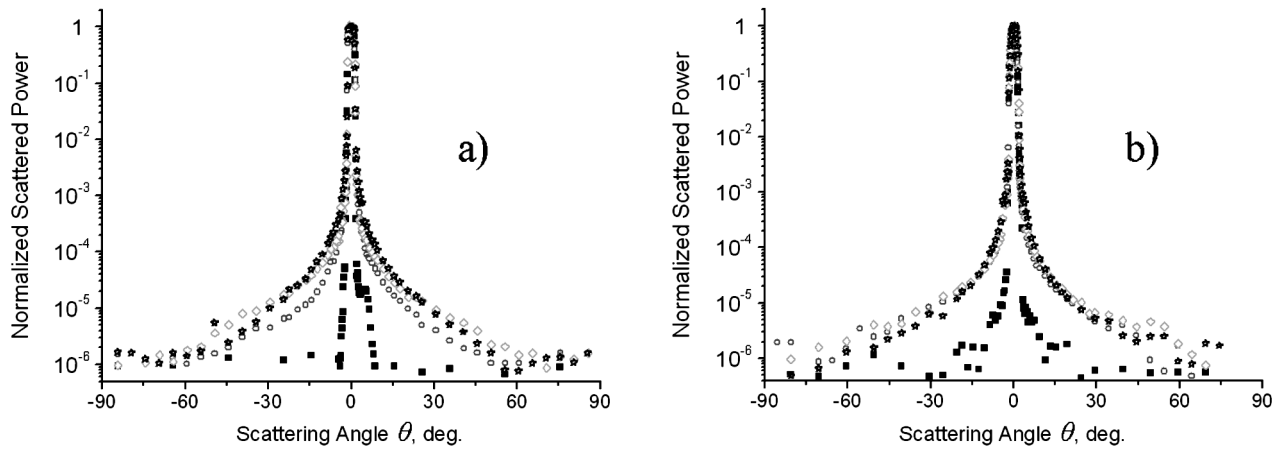 a)
Normalized Scattered Power
1
10⁻¹
10⁻²
10⁻³
10⁻⁴
10⁻⁵
10⁻⁶
-90 -60 -30 0 30 60 90
Scattering Angle θ, deg.
b)
Normalized Scattered Power
1
10⁻¹
10⁻²
10⁻³
10⁻⁴
10⁻⁵
10⁻⁶
-90 -60 -30 0 30 60 90
Scattering Angle θ, deg.